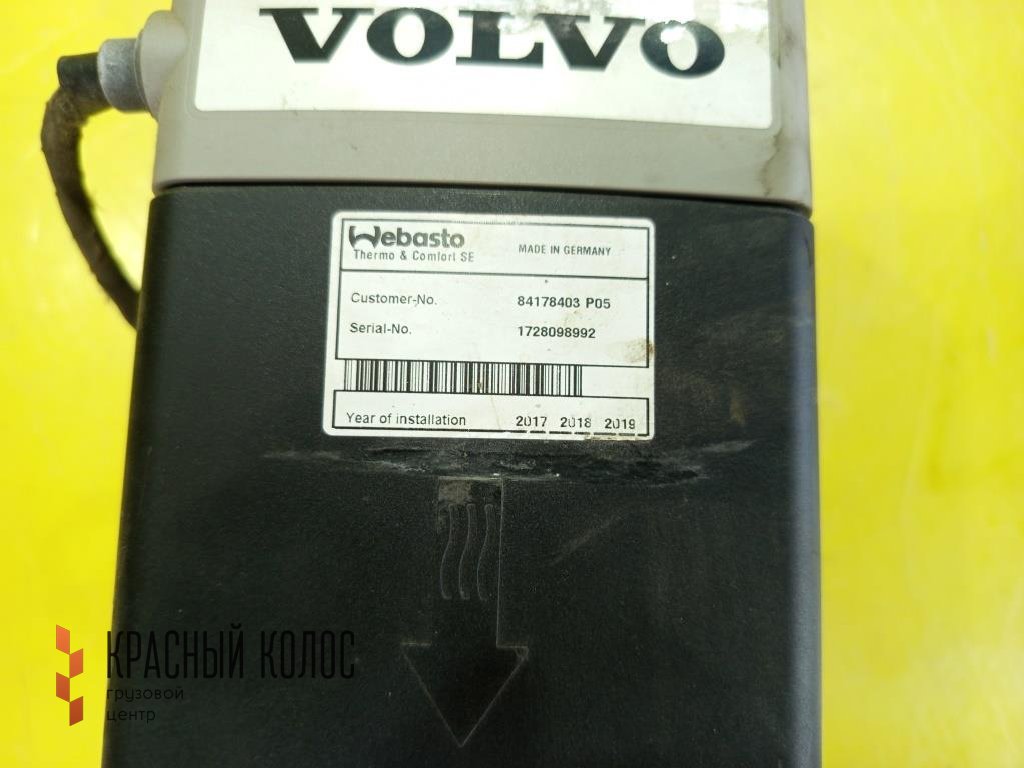 VOLVO
Webasto
Thermo & Comfort SE
MADE IN GERMANY
Customer-No. 84178403 P05
Serial-No. 1728098992
Year of installation 2017 2018 2019
КРАСНЫЙ КОЛОС
грузовой
центр